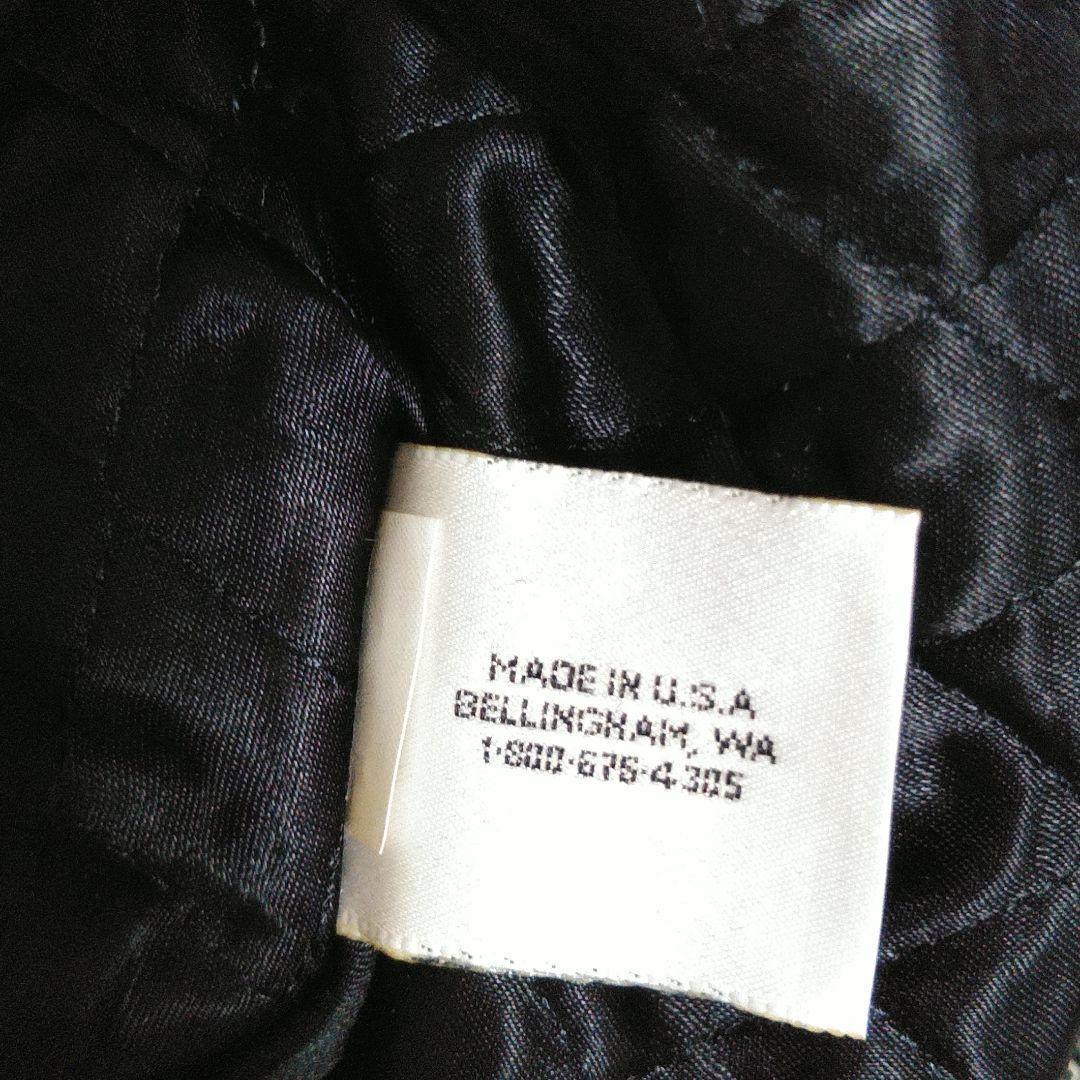 MADE IN U.S.A
BELLINGHAM, WA
1-800-676-4305